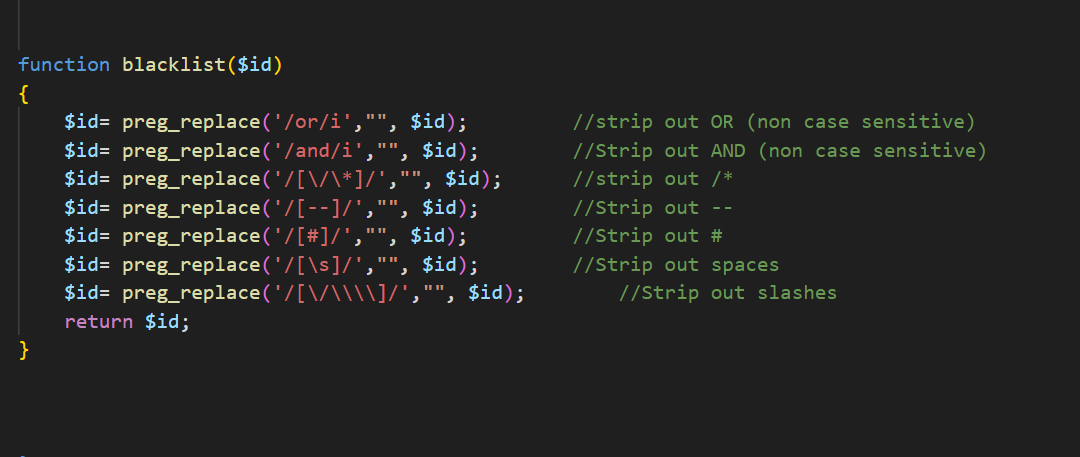 function blacklist($id)
{
    $id= preg_replace('/or/i',"", $id);         //strip out OR (non case sensitive)
    $id= preg_replace('/and/i',"", $id);        //Strip out AND (non case sensitive)
    $id= preg_replace('/[\/\*]/',"", $id);      //strip out /*
    $id= preg_replace('/[--]/',"", $id);        //Strip out --
    $id= preg_replace('/[#]/',"", $id);         //Strip out #
    $id= preg_replace('/[\s]/',"", $id);        //Strip out spaces
    $id= preg_replace('/[\/\\\\]/',"", $id);        //Strip out slashes
    return $id;
}